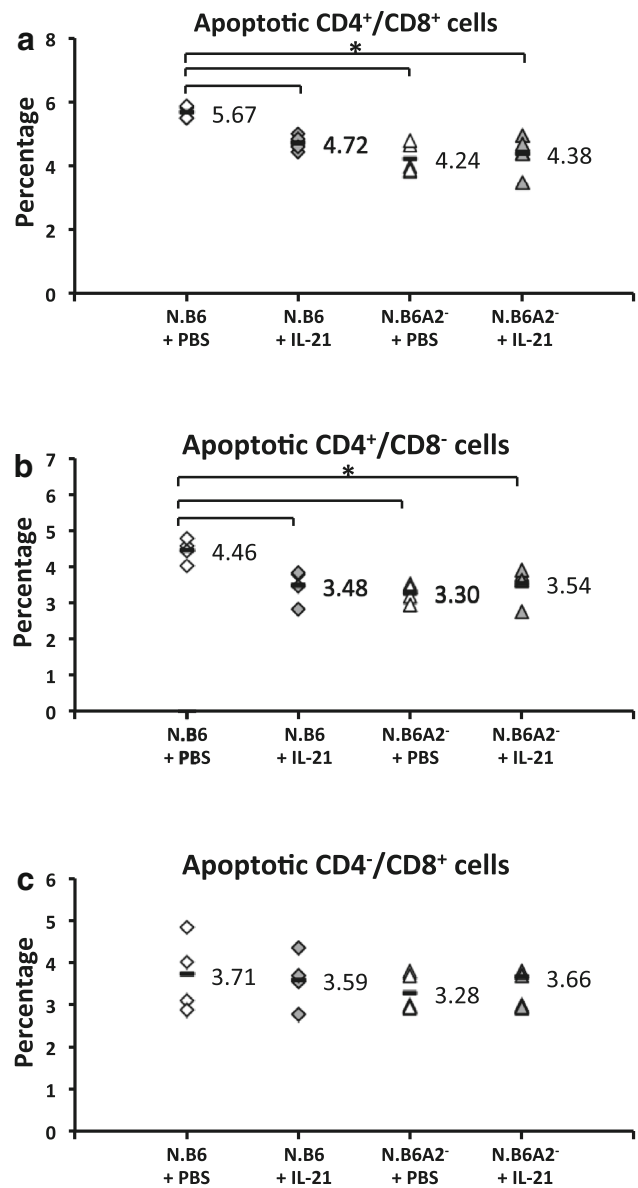 a
Apoptotic CD4⁺/CD8⁺ cells
Percentage
8
6
4
2
0
*
5.67
4.72
4.24
4.38
N.B6 N.B6 N.B6A2⁻ N.B6A2⁻
+ PBS + IL-21 + PBS + IL-21
b
Apoptotic CD4⁺/CD8⁻ cells
Percentage
7
6
5
4
3
2
1
0
*
4.46
3.48
3.30
3.54
N.B6 N.B6 N.B6A2⁻ N.B6A2⁻
+ PBS + IL-21 + PBS + IL-21
c
Apoptotic CD4⁻/CD8⁺ cells
Percentage
6
5
4
3
2
1
0
3.71
3.59
3.28
3.66
N.B6 N.B6 N.B6A2⁻ N.B6A2⁻
+ PBS + IL-21 + PBS + IL-21